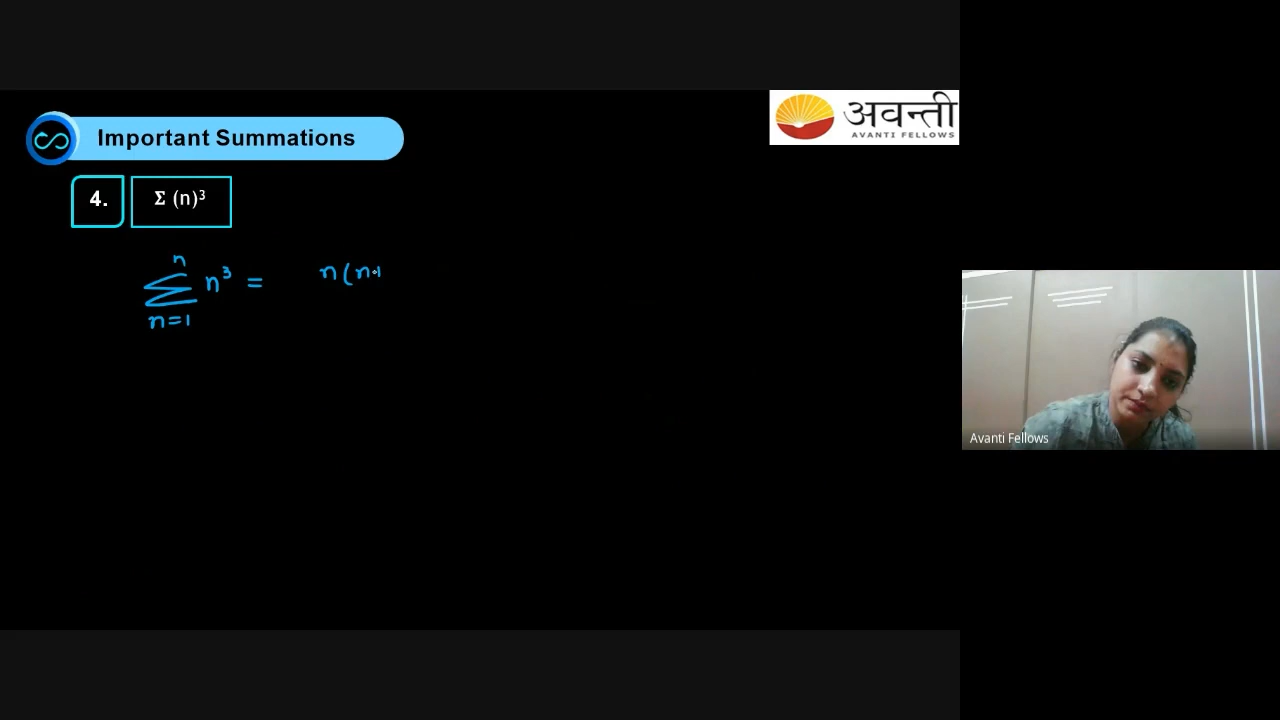 अवन्ती
AVANTI FELLOWS
Important Summations
4.
Σ (n)³
n
∑ n³ = n(n+
n=1
Avanti Fellows